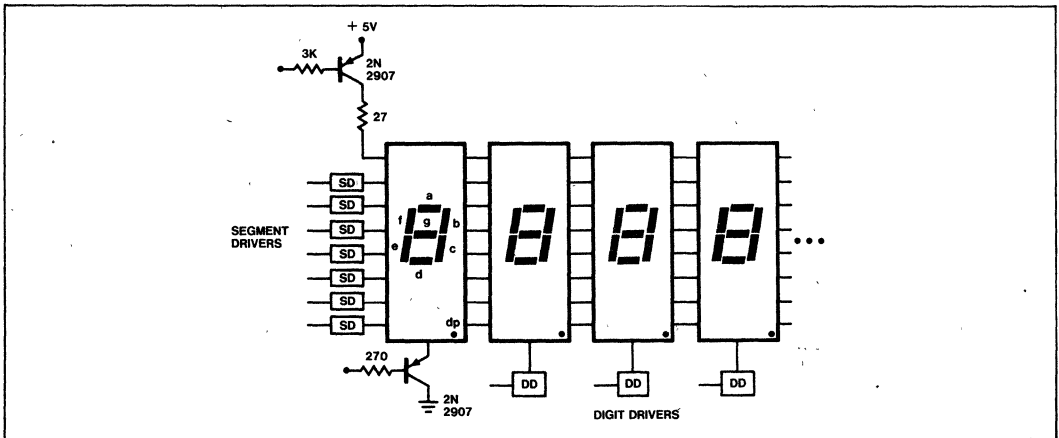 + 5V
3K
2N
2907
27
SD
SD
SD
SD
SD
SD
SD
SEGMENT
DRIVERS
a
f
g
b
e
c
d
dp
270
2N
2907
DD
DD
DD
DIGIT DRIVERS